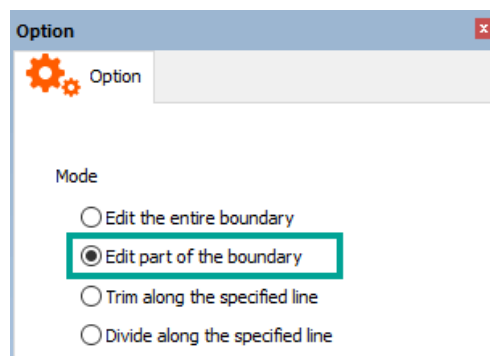 Option
Option
Mode
Edit the entire boundary
Edit part of the boundary
Trim along the specified line
Divide along the specified line